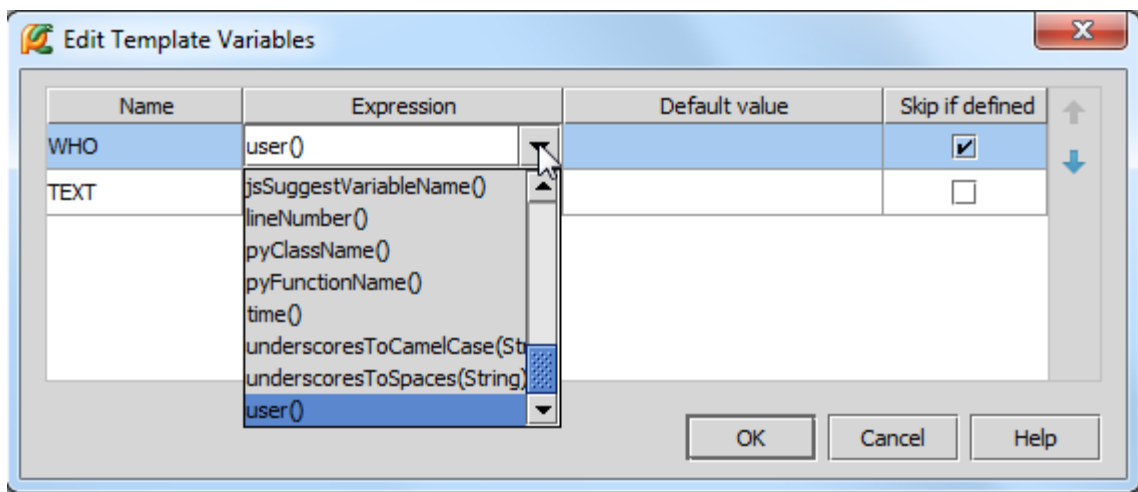 Edit Template Variables
Name Expression Default value Skip if defined
WHO user()
TEXT jsSuggestVariableName()
lineNumber()
pyClassName()
pyFunctionName()
time()
underscoresToCamelCase(Str
underscoresToSpaces(String)
user()
OK Cancel Help